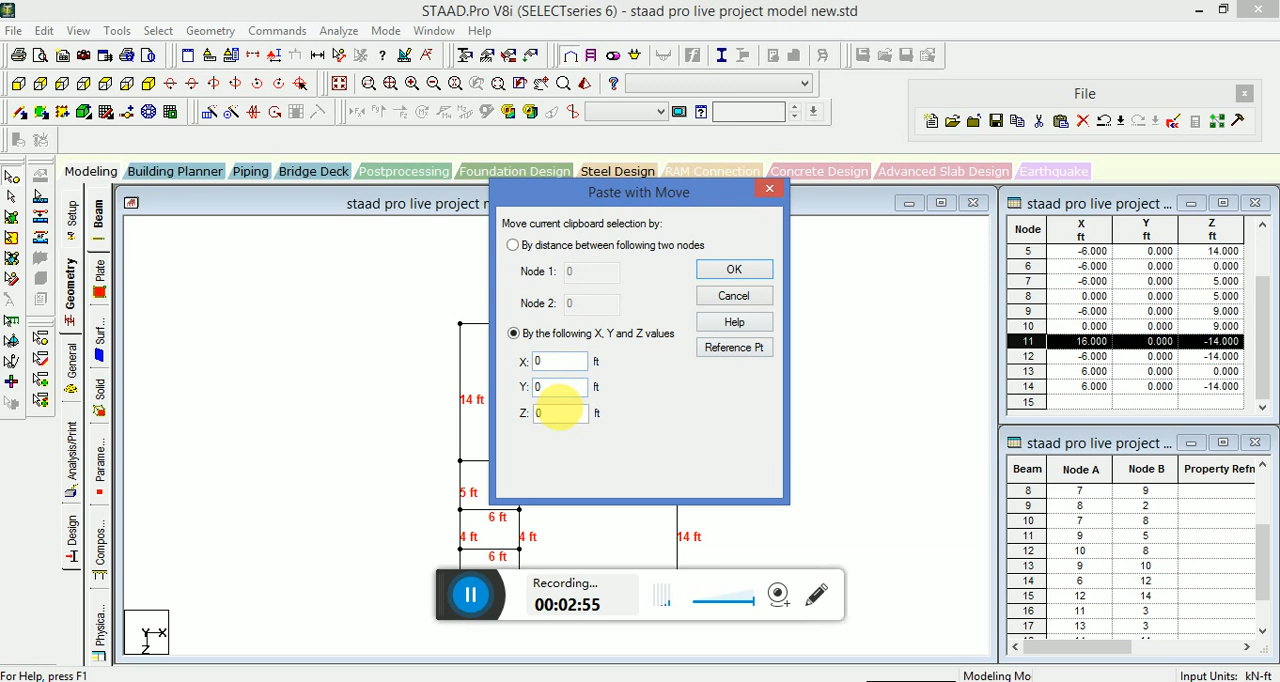 STAAD.Pro V8i (SELECTseries 6) - staad pro live project model new.std
File Edit View Tools Select Geometry Commands Analyze Mode Window Help
File
Modeling Building Planner Piping Bridge Deck Postprocessing Foundation Design Steel Design RAM Connection Concrete Design Advanced Slab Design Earthquake
Setup
Geometry
General
Analysis/Print
Design
Beam
Plate
Surf...
Solid
Parame...
Compos...
Physica...
staad pro live project m
14 ft
5 ft
6 ft
4 ft 4 ft
6 ft
14 ft
Y X
Z
Paste with Move
Move current clipboard selection by:
By distance between following two nodes
Node 1: 0
Node 2: 0
By the following X, Y and Z values
X: 0 ft
Y: 0 ft
Z: 0 ft
OK
Cancel
Help
Reference Pt
Recording...
00:02:55
staad pro live project ...
Node X ft Y ft Z ft
5 -6.000 0.000 14.000
6 -6.000 0.000 0.000
7 -6.000 0.000 5.000
8 0.000 0.000 5.000
9 -6.000 0.000 9.000
10 0.000 0.000 9.000
11 16.000 0.000 -14.000
12 -6.000 0.000 -14.000
13 6.000 0.000 0.000
14 6.000 0.000 -14.000
15
staad pro live project ...
Beam Node A Node B Property Refn
8 7 9
9 8 2
10 7 8
11 9 5
12 10 8
13 9 10
14 6 12
15 12 14
16 11 3
17 13 3
For Help, press F1
Modeling Mo
Input Units: kN-ft